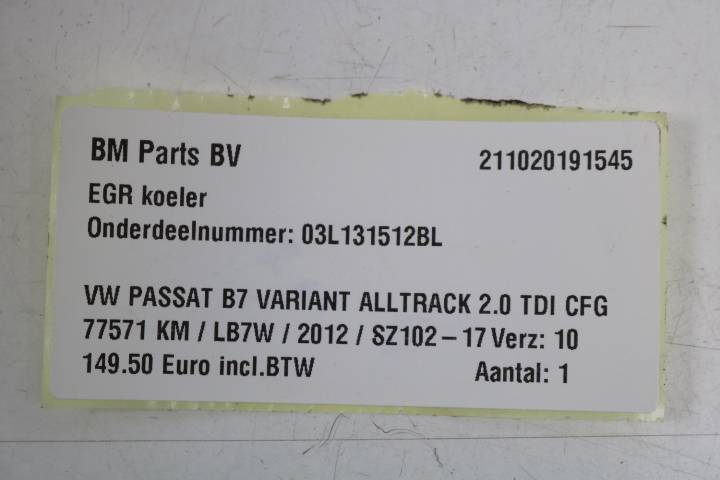 BM Parts BV 211020191545
EGR koeler
Onderdeelnummer: 03L131512BL
VW PASSAT B7 VARIANT ALLTRACK 2.0 TDI CFG
77571 KM / LB7W / 2012 / SZ102-17 Verz: 10
149.50 Euro incl.BTW Aantal: 1